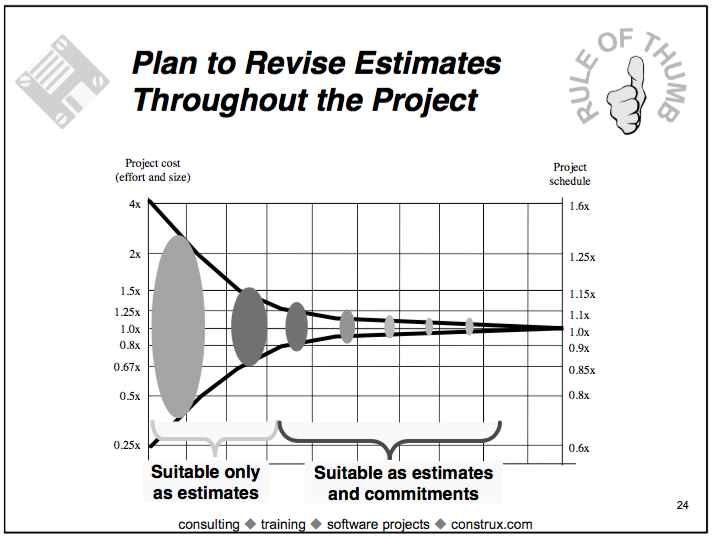 Plan to Revise Estimates
Throughout the Project
RULE OF THUMB
Project cost
(effort and size)
Project
schedule
4x
2x
1.5x
1.25x
1.0x
0.8x
0.67x
0.5x
0.25x
1.6x
1.25x
1.15x
1.1x
1.0x
0.9x
0.85x
0.8x
0.6x
Suitable only
as estimates
Suitable as estimates
and commitments
24
consulting ◆ training ◆ software projects ◆ construx.com